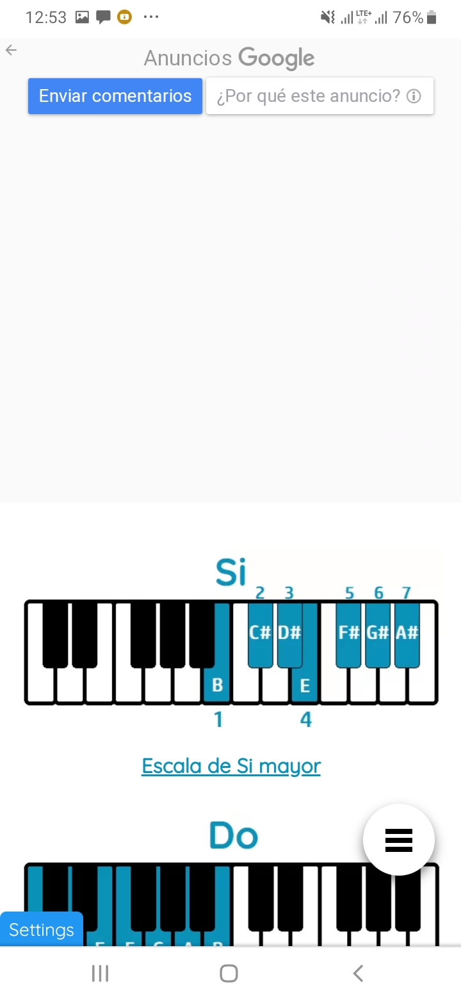 12:53 LTE+ 76%
Anuncios Google
Enviar comentarios ¿Por qué este anuncio?
Si
2 3 5 6 7
C# D# F# G# A#
B E
1 4
Escala de Si mayor
Do
Settings